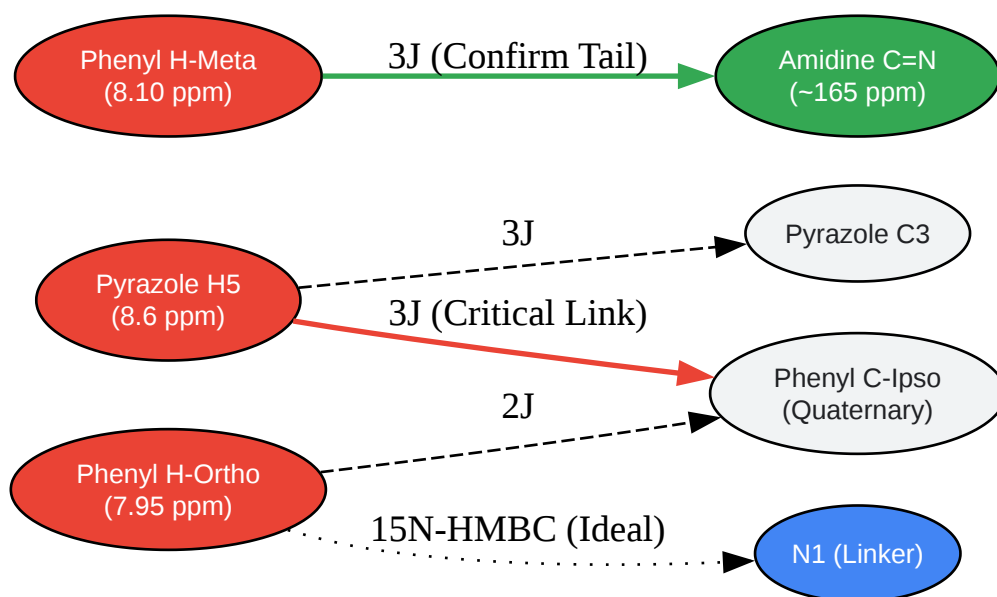 Phenyl H-Meta
(8.10 ppm)
3J (Confirm Tail)
Amidine C=N
(~165 ppm)
3J
Pyrazole C3
Pyrazole H5
(8.6 ppm)
3J (Critical Link)
Phenyl C-Ipso
(Quaternary)
2J
Phenyl H-Ortho
(7.95 ppm)
15N-HMBC (Ideal)
N1 (Linker)